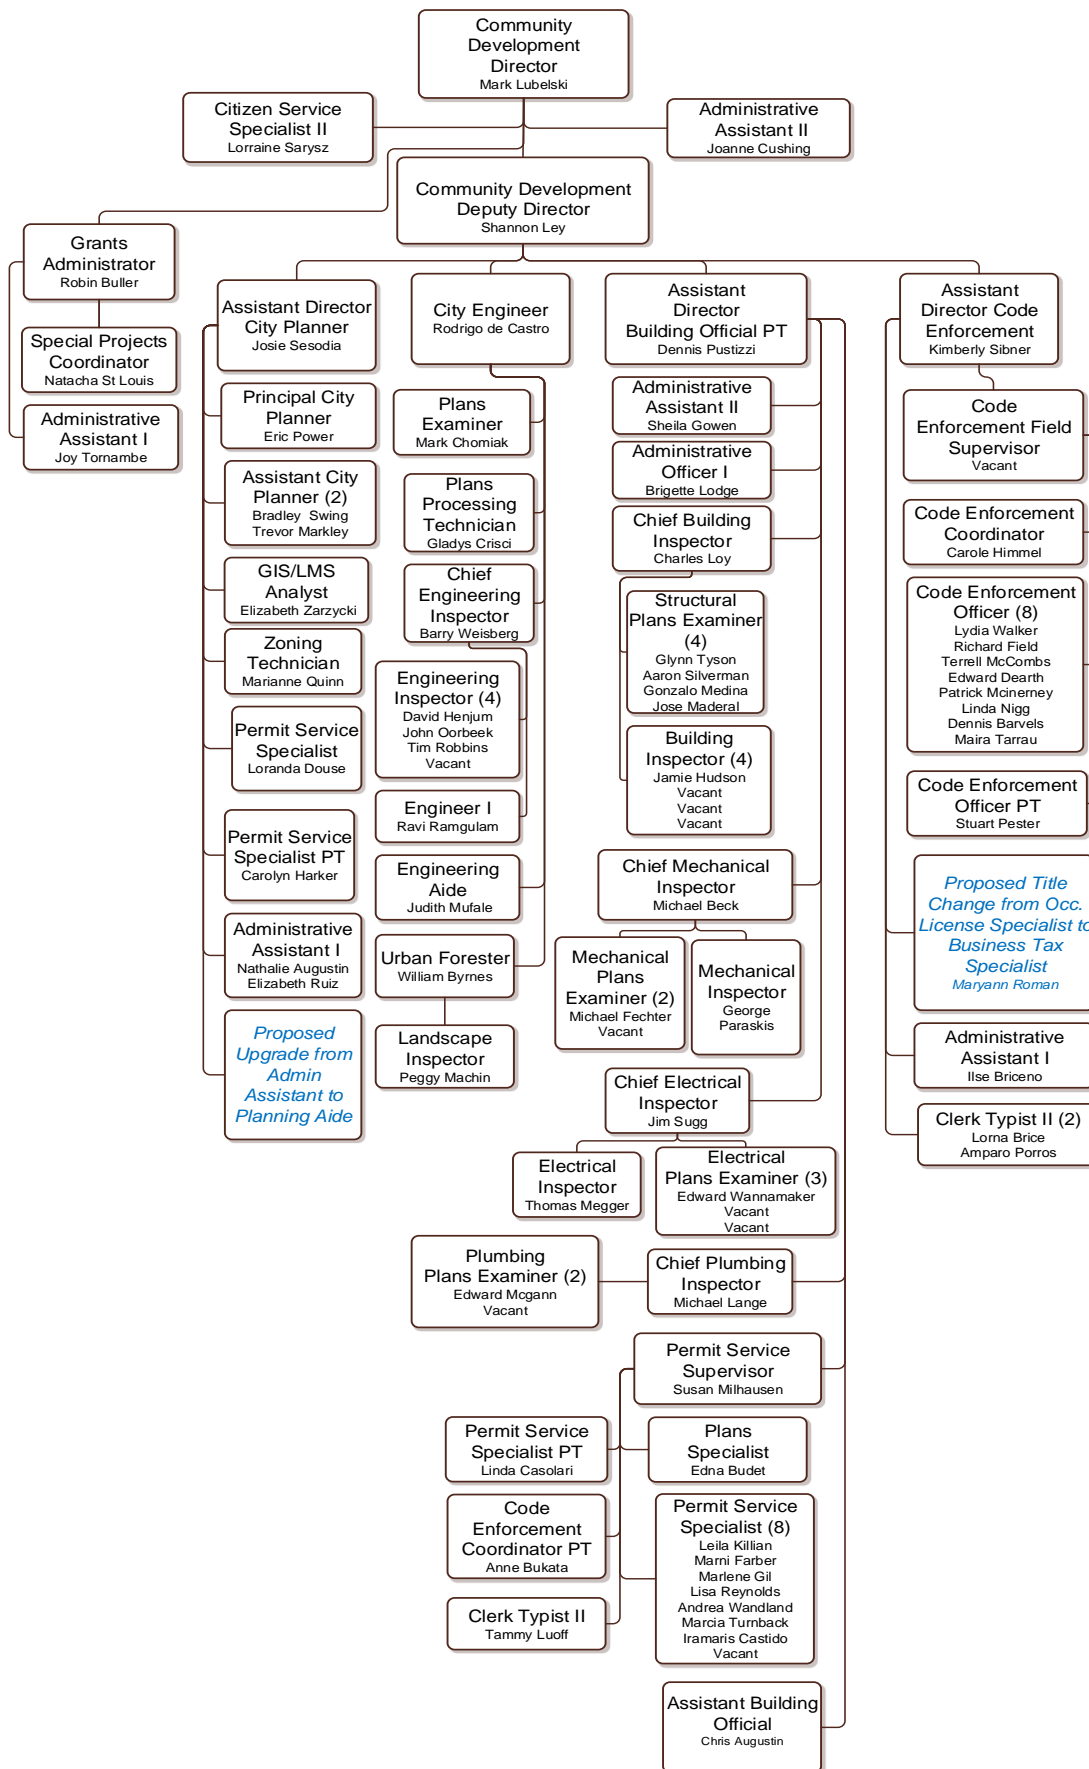 Community
Development
Director
Mark Lubelski
Citizen Service
Specialist II
Lorraine Sarysz
Administrative
Assistant II
Joanne Cushing
Community Development
Deputy Director
Shannon Ley
Grants
Administrator
Robin Buller
Special Projects
Coordinator
Natacha St Louis
Administrative
Assistant I
Joy Tornambe
Assistant Director
City Planner
Josie Sesodia
Principal City
Planner
Eric Power
Assistant City
Planner (2)
Bradley Swing
Trevor Markley
GIS/LMS
Analyst
Elizabeth Zarzycki
Zoning
Technician
Marianne Quinn
Permit Service
Specialist
Loranda Douse
Permit Service
Specialist PT
Carolyn Harker
Administrative
Assistant I
Nathalie Augustin
Elizabeth Ruiz
Proposed
Upgrade from
Admin
Assistant to
Planning Aide
City Engineer
Rodrigo de Castro
Plans
Examiner
Mark Chomiak
Plans
Processing
Technician
Gladys Crisci
Chief
Engineering
Inspector
Barry Weisberg
Engineering
Inspector (4)
David Henjum
John Oorbeek
Tim Robbins
Vacant
Engineer I
Ravi Ramgulam
Engineering
Aide
Judith Mufale
Urban Forester
William Byrnes
Landscape
Inspector
Peggy Machin
Assistant
Director
Building Official PT
Dennis Pustizzi
Administrative
Assistant II
Sheila Gowen
Administrative
Officer I
Brigette Lodge
Chief Building
Inspector
Charles Loy
Structural
Plans Examiner
(4)
Glynn Tyson
Aaron Silverman
Gonzalo Medina
Jose Maderal
Building
Inspector (4)
Jamie Hudson
Vacant
Vacant
Vacant
Chief Mechanical
Inspector
Michael Beck
Mechanical
Plans
Examiner (2)
Michael Fechter
Vacant
Mechanical
Inspector
George
Paraskis
Chief Electrical
Inspector
Jim Sugg
Electrical
Inspector
Thomas Megger
Electrical
Plans Examiner (3)
Edward Wannamaker
Vacant
Vacant
Plumbing
Plans Examiner (2)
Edward Mcgann
Vacant
Chief Plumbing
Inspector
Michael Lange
Permit Service
Supervisor
Susan Milhausen
Permit Service
Specialist PT
Linda Casolari
Plans
Specialist
Edna Budet
Code
Enforcement
Coordinator PT
Anne Bukata
Permit Service
Specialist (8)
Leila Killian
Marni Farber
Marlene Gil
Lisa Reynolds
Andrea Wandland
Marcia Turnback
Iramaris Castido
Vacant
Clerk Typist II
Tammy Luoff
Assistant Building
Official
Chris Augustin
Assistant
Director Code
Enforcement
Kimberly Sibner
Code
Enforcement Field
Supervisor
Vacant
Code Enforcement
Coordinator
Carole Himmel
Code Enforcement
Officer (8)
Lydia Walker
Richard Field
Terrell McCombs
Edward Dearth
Patrick Mcinerney
Linda Nigg
Dennis Barvels
Maira Tarrau
Code Enforcement
Officer PT
Stuart Pester
Proposed Title
Change from Occ.
License Specialist to
Business Tax
Specialist
Maryann Roman
Administrative
Assistant I
Ilse Briceno
Clerk Typist II (2)
Lorna Brice
Amparo Porros